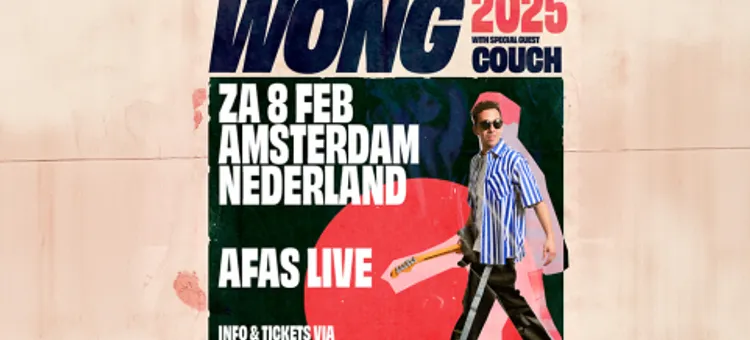 WONG
2025
WITH SPECIAL GUEST
COUCH
ZA 8 FEB
AMSTERDAM
NEDERLAND
AFAS LIVE
INFO & TICKETS VIA